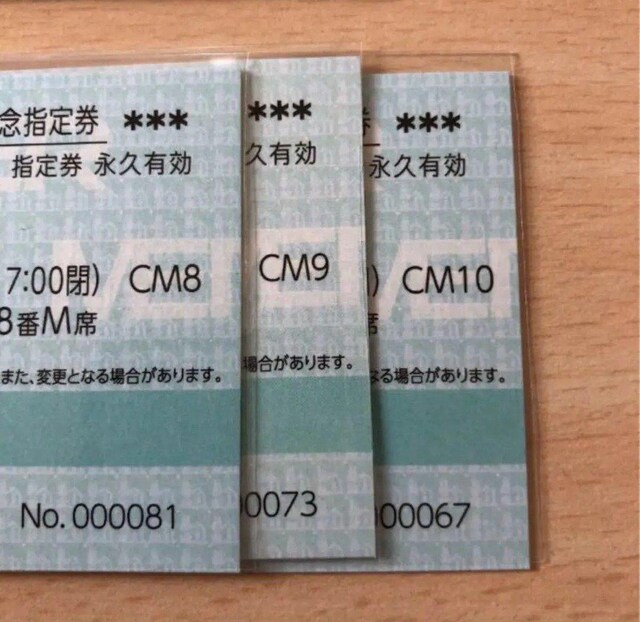 念指定券 ***
指定券 永久有効
7:00閉) CM8
8番M席
また、変更となる場合があります。
No.000081
***
久有効
CM9
場合があります。
00073
券 ***
永久有効
) CM10
席
なる場合があります。
00067